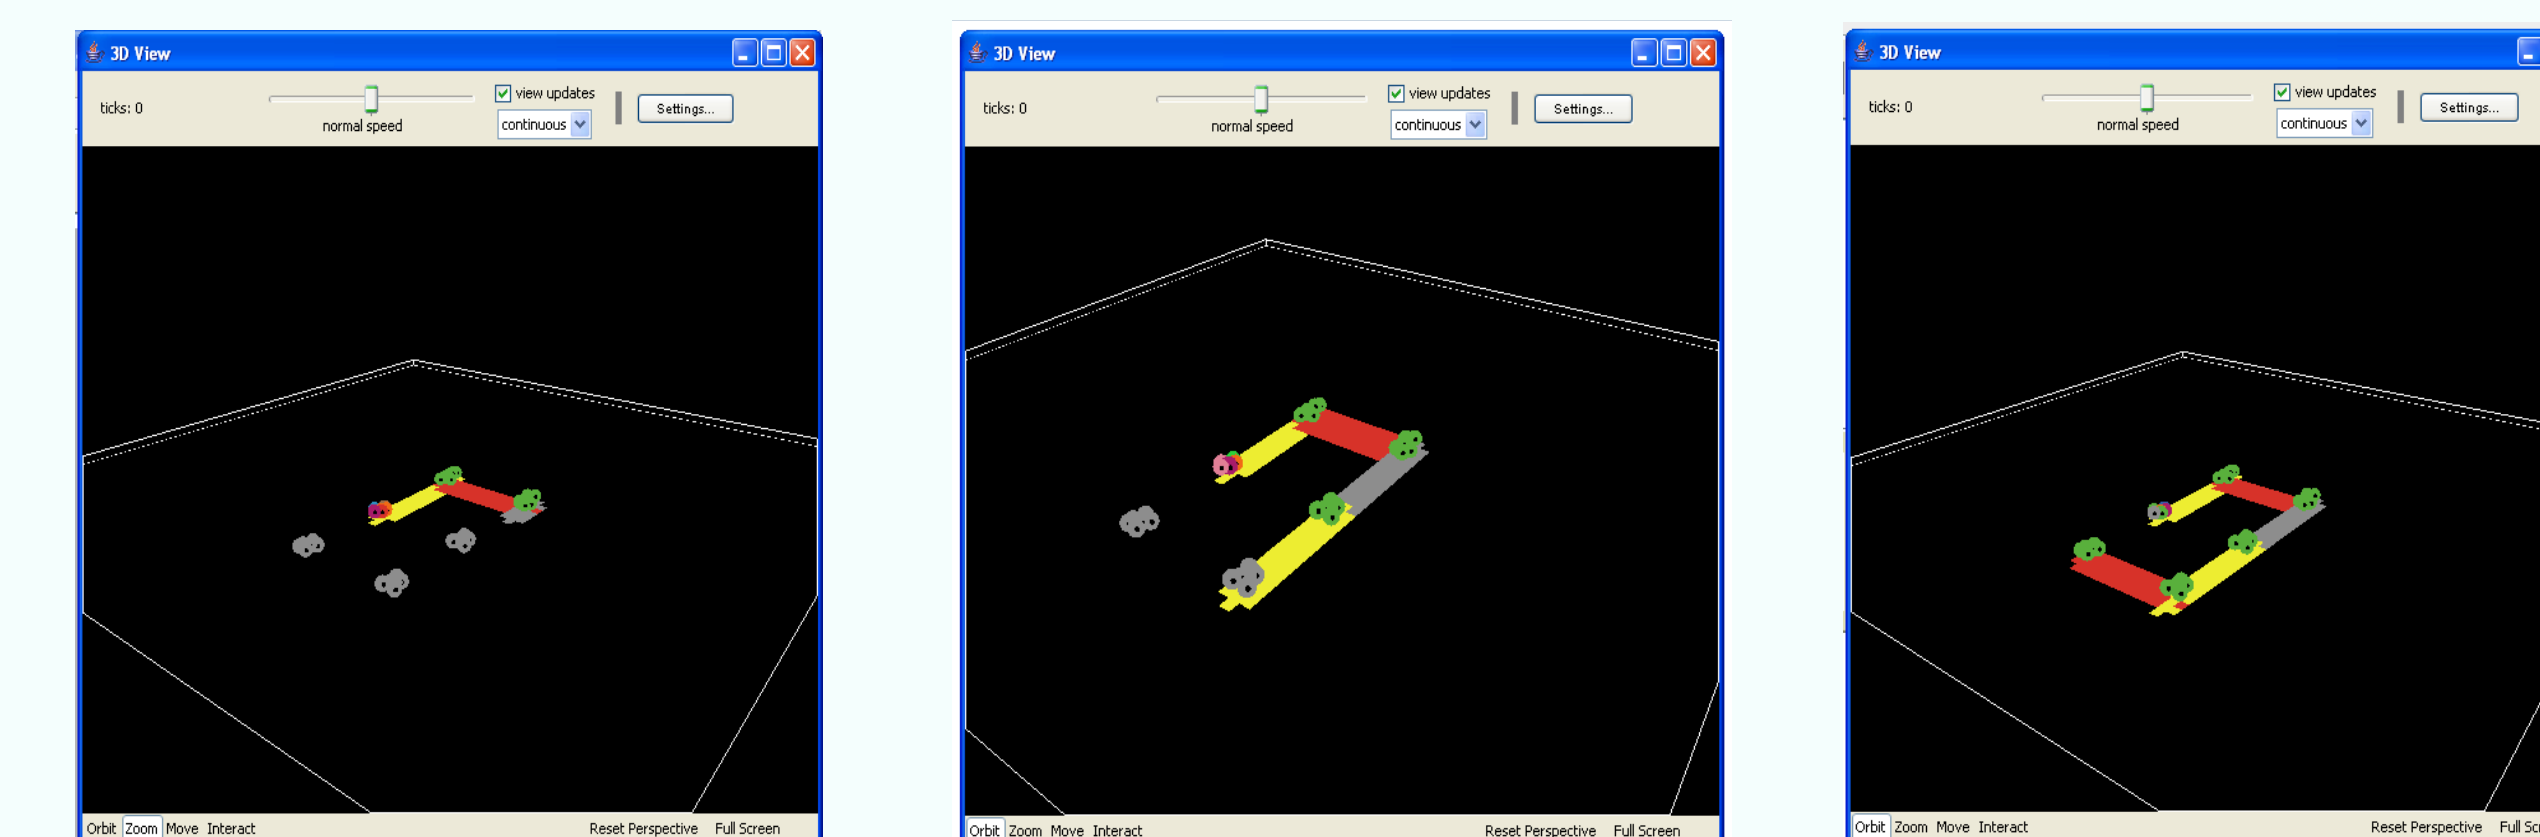 3D View
ticks: 0
normal speed
view updates
continuous
Settings...
Orbit Zoom Move Interact Reset Perspective Full Screen
3D View
ticks: 0
normal speed
view updates
continuous
Settings...
Orbit Zoom Move Interact Reset Perspective Full Screen
3D View
ticks: 0
normal speed
view updates
continuous
Settings...
Orbit Zoom Move Interact Reset Perspective Full Scr